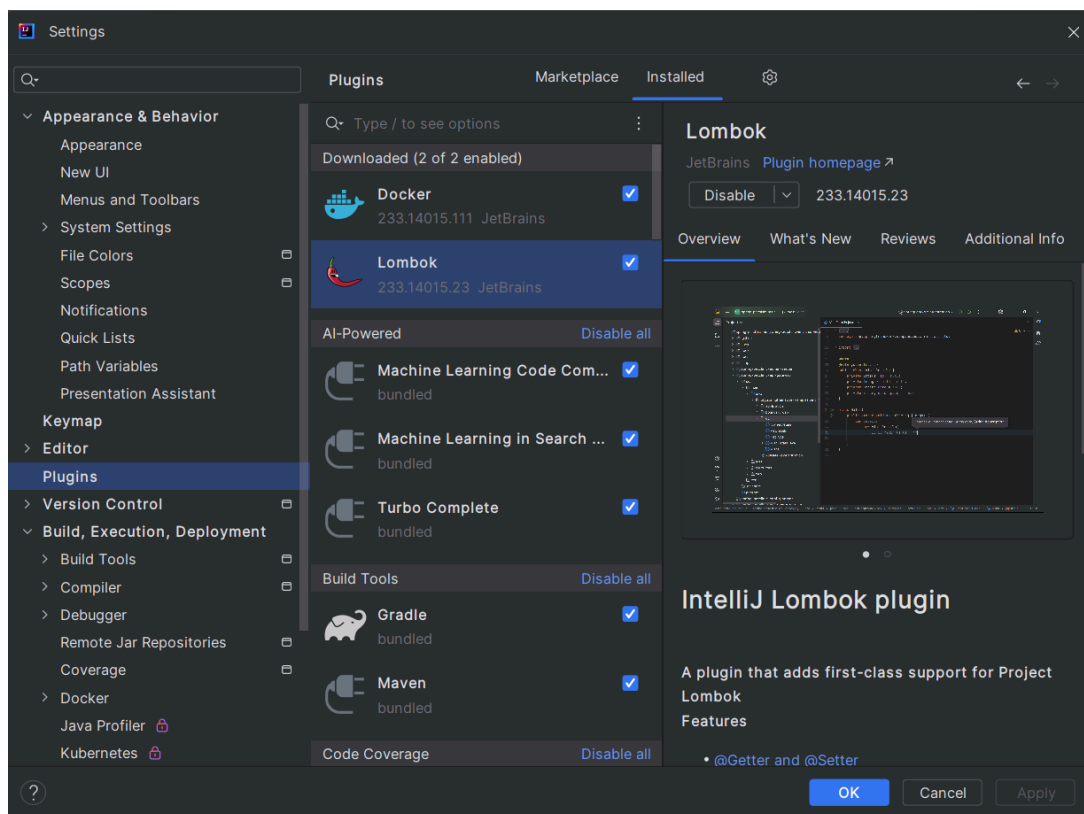 Settings
Appearance & Behavior
Appearance
New UI
Menus and Toolbars
System Settings
File Colors
Scopes
Notifications
Quick Lists
Path Variables
Presentation Assistant
Keymap
Editor
Plugins
Version Control
Build, Execution, Deployment
Build Tools
Compiler
Debugger
Remote Jar Repositories
Coverage
Docker
Java Profiler
Kubernetes
Plugins
Marketplace
Installed
Type / to see options
Downloaded (2 of 2 enabled)
Docker
233.14015.111 JetBrains
Lombok
233.14015.23 JetBrains
AI-Powered
Disable all
Machine Learning Code Com...
bundled
Machine Learning in Search ...
bundled
Turbo Complete
bundled
Build Tools
Disable all
Gradle
bundled
Maven
bundled
Code Coverage
Disable all
Lombok
JetBrains Plugin homepage
Disable
233.14015.23
Overview
What's New
Reviews
Additional Info
IntelliJ Lombok plugin
A plugin that adds first-class support for Project
Lombok
Features
• @Getter and @Setter
?
OK
Cancel
Apply